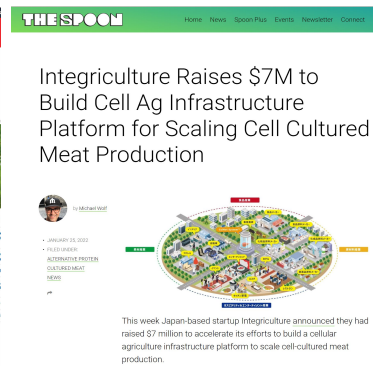 THE SPOON
Home News Spoon Plus Events Newsletter Connect
Integriculture Raises $7M to
Build Cell Ag Infrastructure
Platform for Scaling Cell Cultured
Meat Production
by Michael Wolf
JANUARY 25, 2022
FILED UNDER:
ALTERNATIVE PROTEIN
CULTURED MEAT
NEWS
This week Japan-based startup Integriculture announced they had
raised $7 million to accelerate its efforts to build a cellular
agriculture infrastructure platform to scale cell-cultured meat
production.